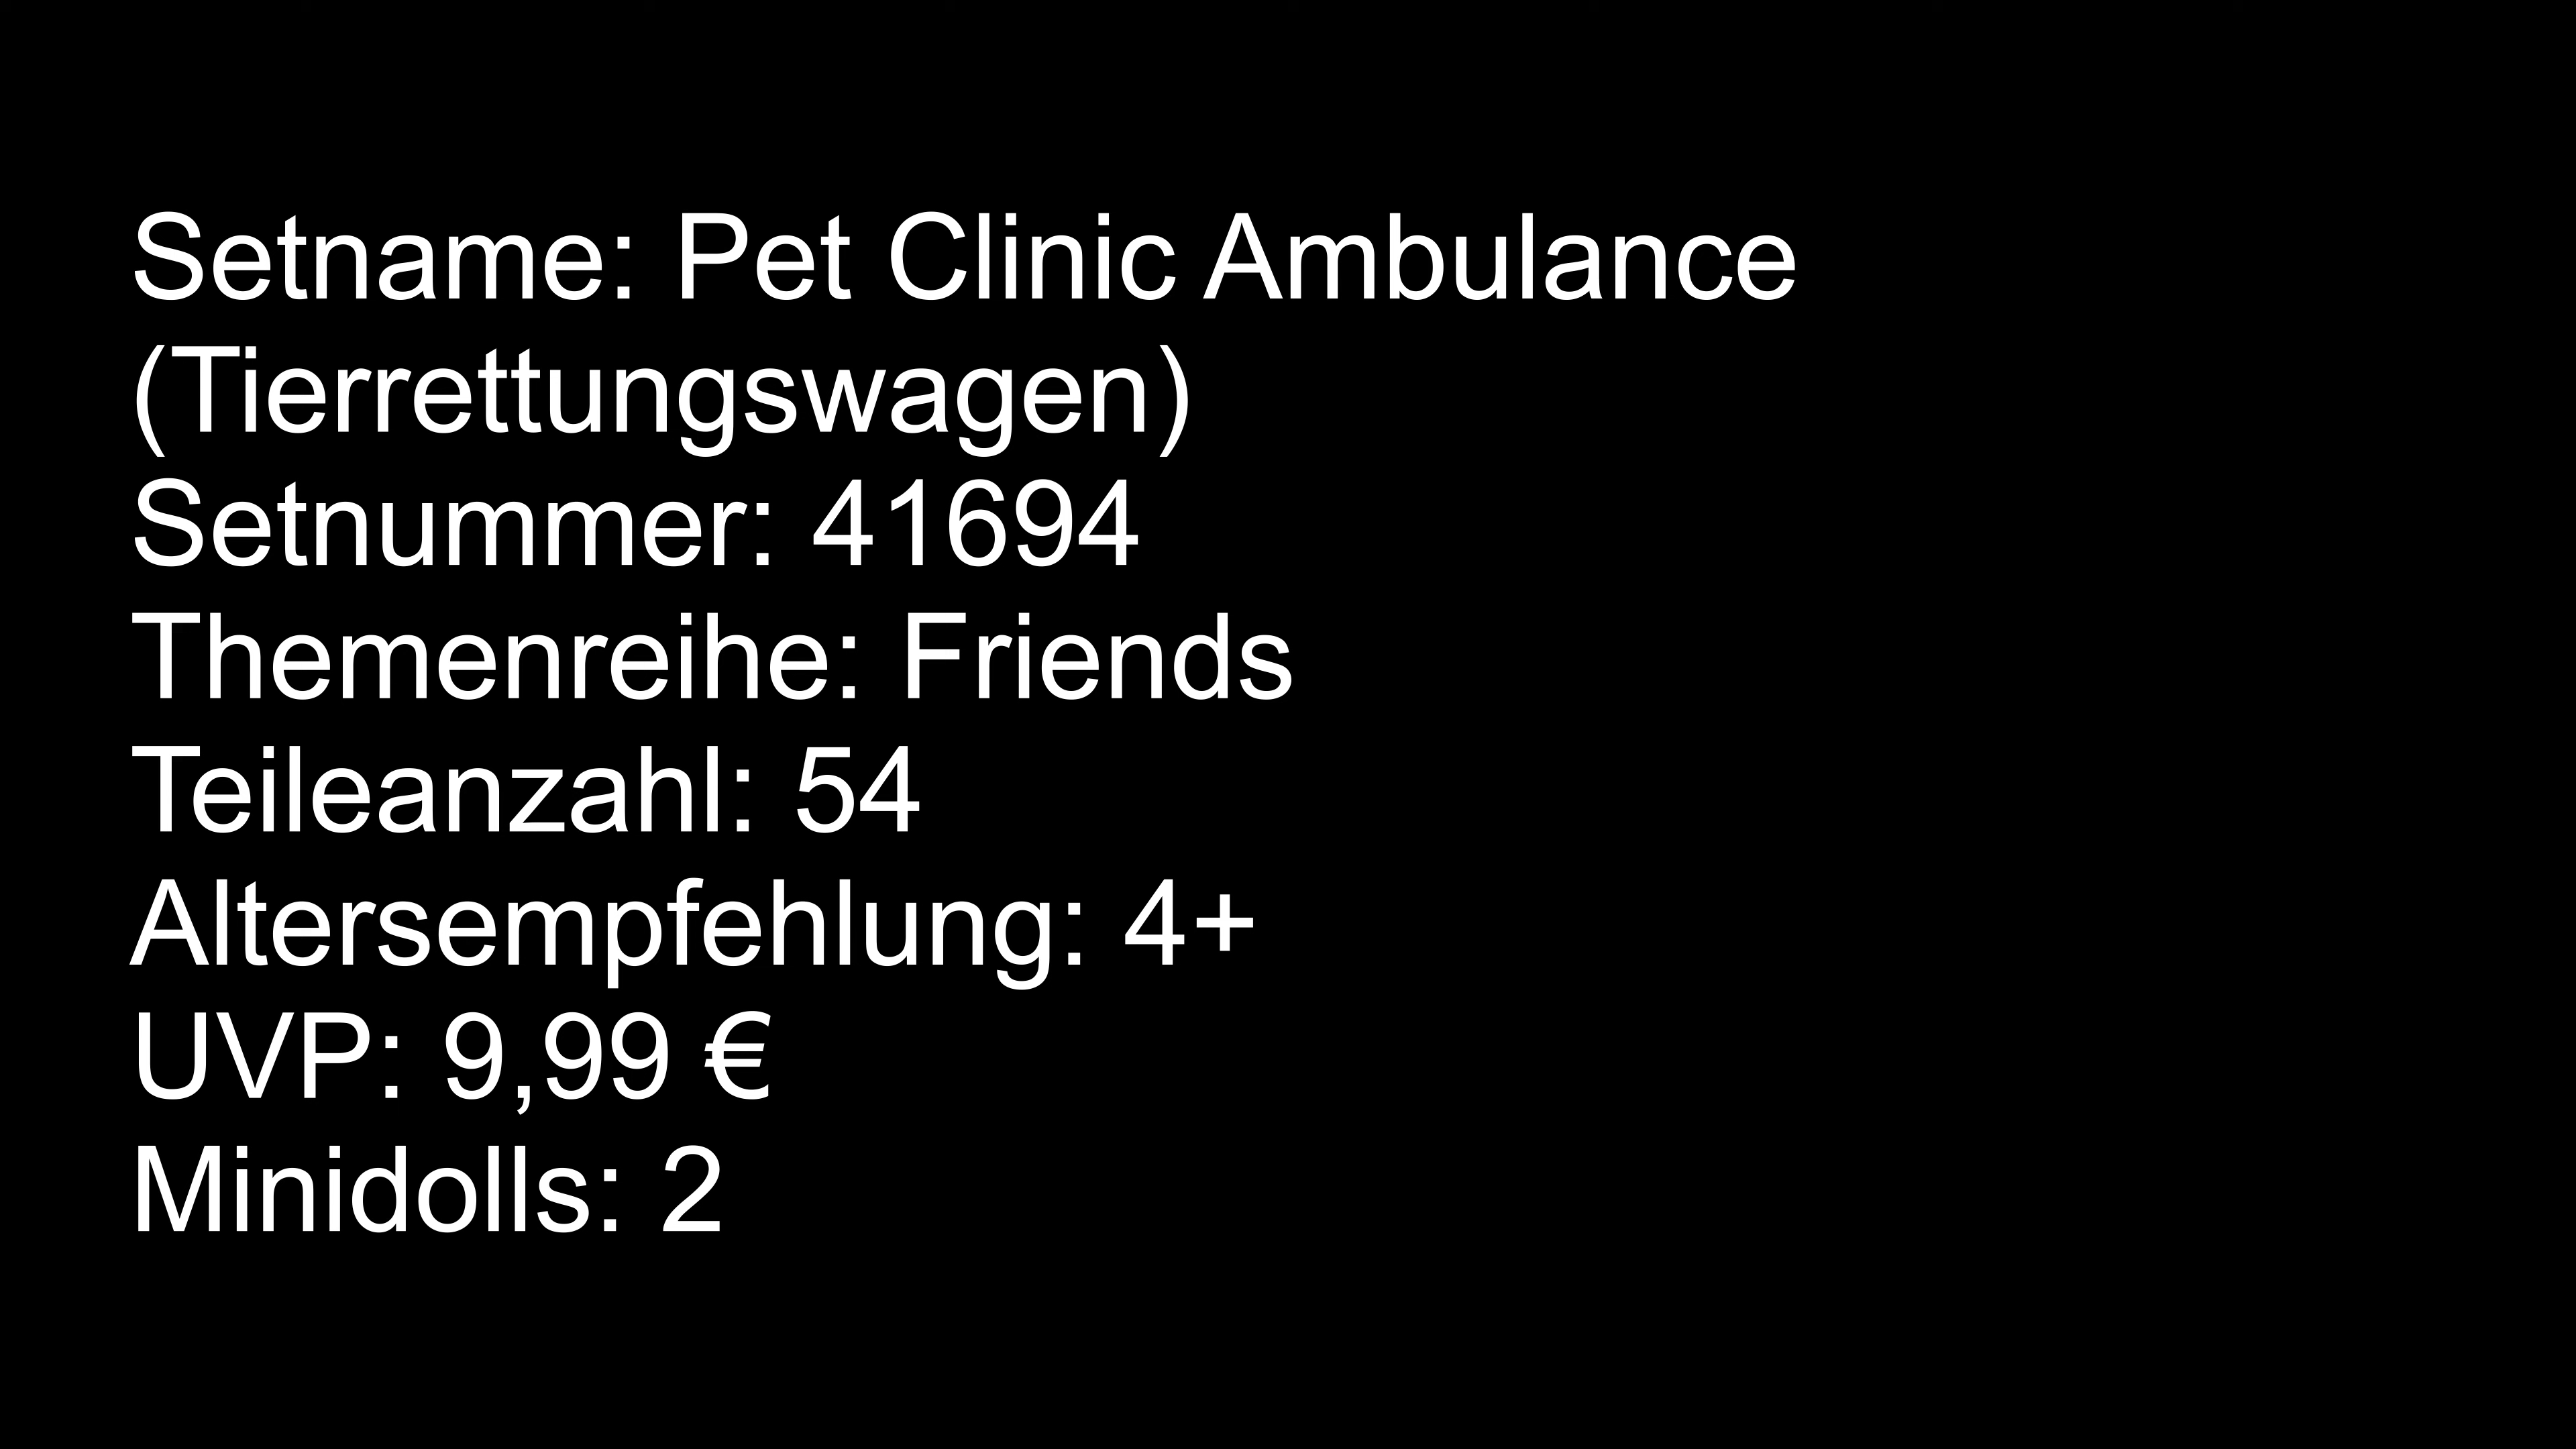 Setname: Pet Clinic Ambulance
(Tierrettungswagen)
Setnummer: 41694
Themenreihe: Friends
Teileanzahl: 54
Altersempfehlung: 4+
UVP: 9,99 €
Minidolls: 2